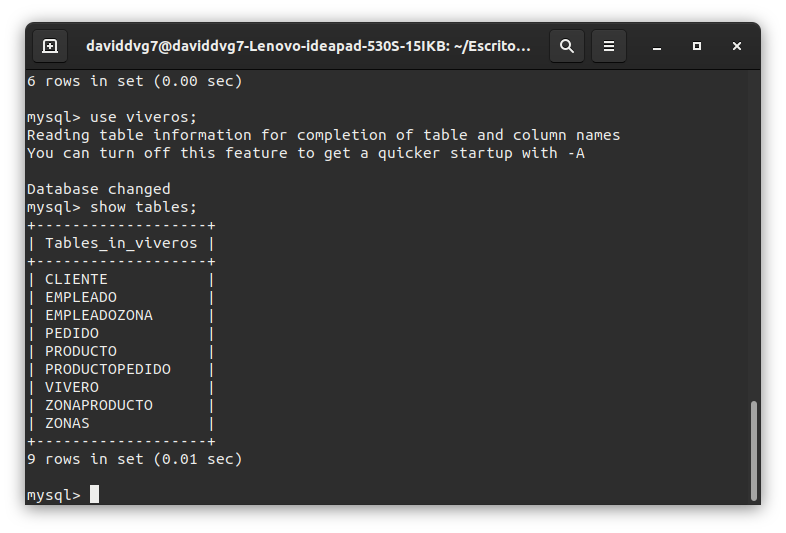 daviddvg7@daviddvg7-Lenovo-ideapad-530S-15IKB: ~/Escrito...
6 rows in set (0.00 sec)
mysql> use viveros;
Reading table information for completion of table and column names
You can turn off this feature to get a quicker startup with -A
Database changed
mysql> show tables;
+-------------------+
| Tables_in_viveros |
+-------------------+
| CLIENTE           |
| EMPLEADO          |
| EMPLEADOZONA      |
| PEDIDO            |
| PRODUCTO          |
| PRODUCTOPEDIDO    |
| VIVERO            |
| ZONAPRODUCTO      |
| ZONAS             |
+-------------------+
9 rows in set (0.01 sec)
mysql>